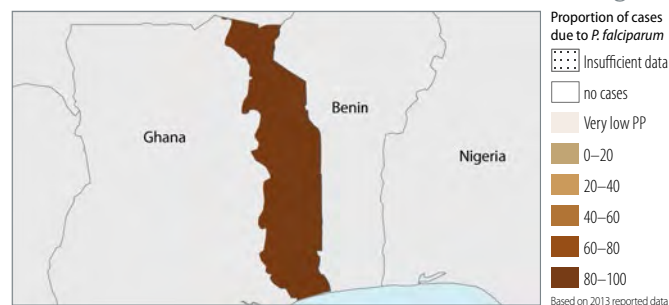 Proportion of cases
due to P. falciparum
Insufficient data
no cases
Very low PP
0–20
20–40
40–60
60–80
80–100
Based on 2013 reported data
Ghana
Benin
Nigeria